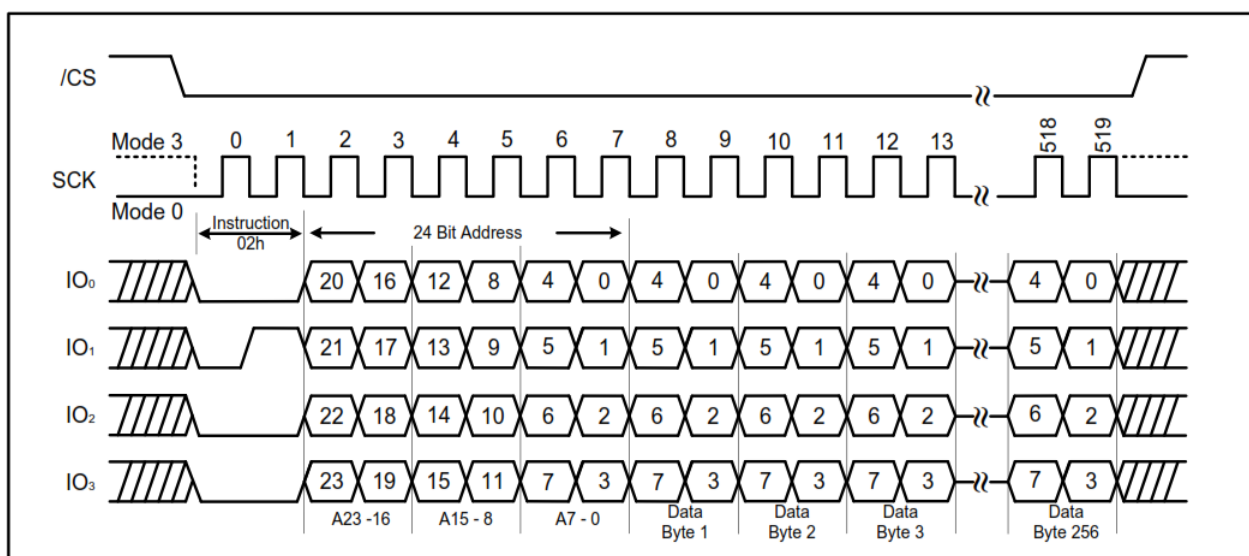 /CS
Mode 3 0 1 2 3 4 5 6 7 8 9 10 11 12 13 518 519
SCK
Mode 0
Instruction
02h
24 Bit Address
IO₀ 20 16 12 8 4 0 4 0 4 0 4 0 4 0
IO₁ 21 17 13 9 5 1 5 1 5 1 5 1 5 1
IO₂ 22 18 14 10 6 2 6 2 6 2 6 2 6 2
IO₃ 23 19 15 11 7 3 7 3 7 3 7 3 7 3
A23 -16 A15 - 8 A7 - 0
Data
Byte 1
Data
Byte 2
Data
Byte 3
Data
Byte 256